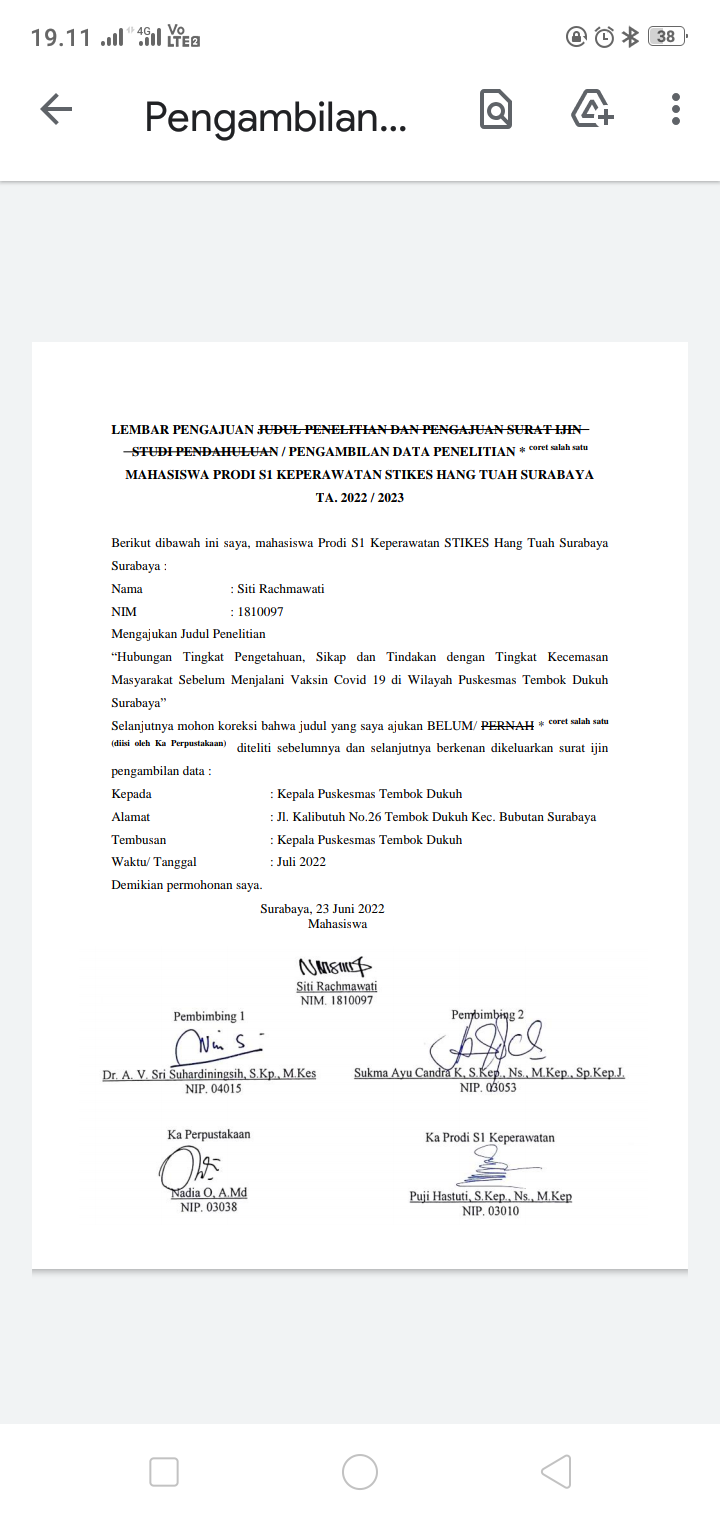 19.11 4G Vo LTE2 38
Pengambilan...
LEMBAR PENGAJUAN JUDUL PENELITIAN DAN PENGAJUAN SURAT IJIN
STUDI PENDAHULUAN / PENGAMBILAN DATA PENELITIAN * coret salah satu
MAHASISWA PRODI S1 KEPERAWATAN STIKES HANG TUAH SURABAYA
TA. 2022 / 2023
Berikut dibawah ini saya, mahasiswa Prodi S1 Keperawatan STIKES Hang Tuah Surabaya
Surabaya :
Nama : Siti Rachmawati
NIM : 1810097
Mengajukan Judul Penelitian
“Hubungan Tingkat Pengetahuan, Sikap dan Tindakan dengan Tingkat Kecemasan
Masyarakat Sebelum Menjalani Vaksin Covid 19 di Wilayah Puskesmas Tembok Dukuh
Surabaya”
Selanjutnya mohon koreksi bahwa judul yang saya ajukan BELUM/ PERNAH * coret salah satu
(diisi oleh Ka Perpustakaan) diteliti sebelumnya dan selanjutnya berkenan dikeluarkan surat ijin
pengambilan data :
Kepada : Kepala Puskesmas Tembok Dukuh
Alamat : Jl. Kalibutuh No.26 Tembok Dukuh Kec. Bubutan Surabaya
Tembusan : Kepala Puskesmas Tembok Dukuh
Waktu/ Tanggal : Juli 2022
Demikian permohonan saya.
Surabaya, 23 Juni 2022
Mahasiswa
Siti Rachmawati
NIM. 1810097
Pembimbing 1 Pembimbing 2
Dr. A. V. Sri Suhardiningsih, S.Kp., M.Kes Sukma Ayu Candra K, S.Kep., Ns., M.Kep., Sp.Kep.J.
NIP. 04015 NIP. 03053
Ka Perpustakaan Ka Prodi S1 Keperawatan
Nadia O, A.Md Puji Hastuti, S.Kep., Ns., M.Kep
NIP. 03038 NIP. 03010